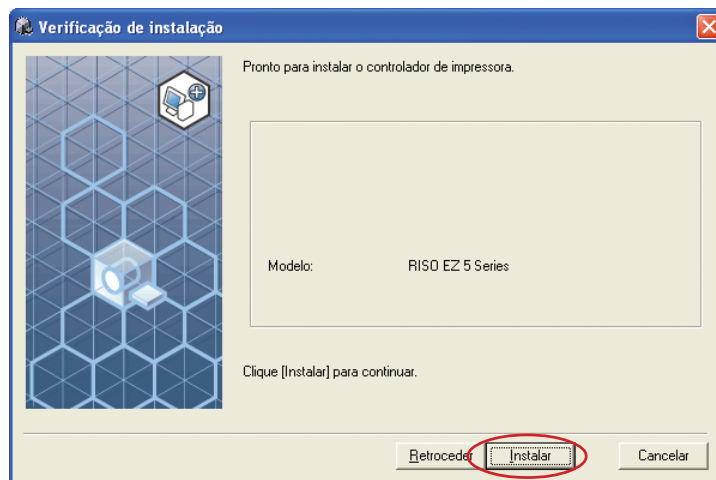 Verificação de instalação
Pronto para instalar o controlador de impressora.
Modelo: RISO EZ 5 Series
Clique [Instalar] para continuar.
Retroceder Instalar Cancelar